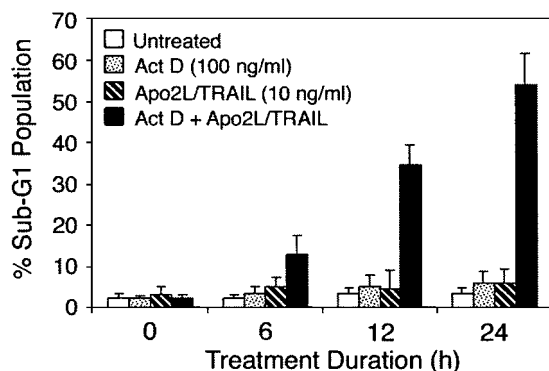 70
60
50
40
30
20
10
0
% Sub-G1 Population
Untreated
Act D (100 ng/ml)
Apo2L/TRAIL (10 ng/ml)
Act D + Apo2L/TRAIL
0 6 12 24
Treatment Duration (h)